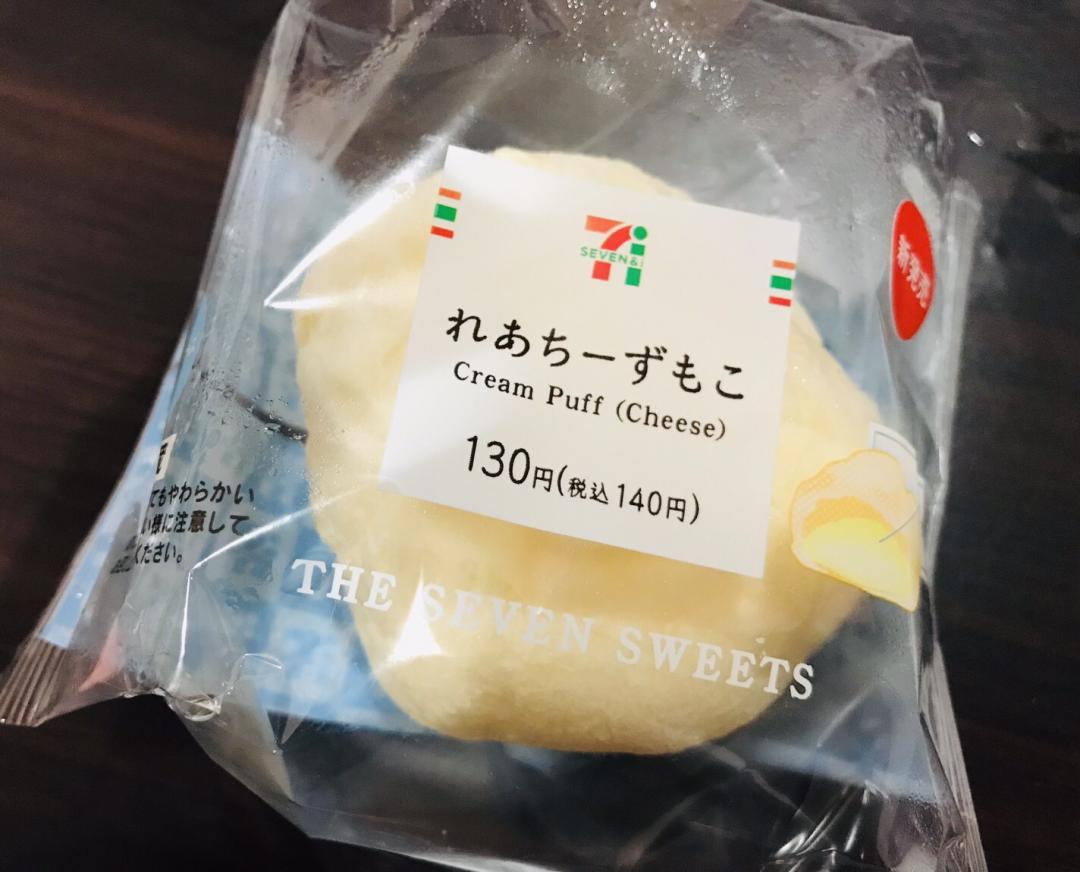 SEVEN & i
新発売
れあちーずもこ
Cream Puff (Cheese)
130円(税込140円)
てもやわらかい
い様に注意して
ください。
THE SEVEN SWEETS